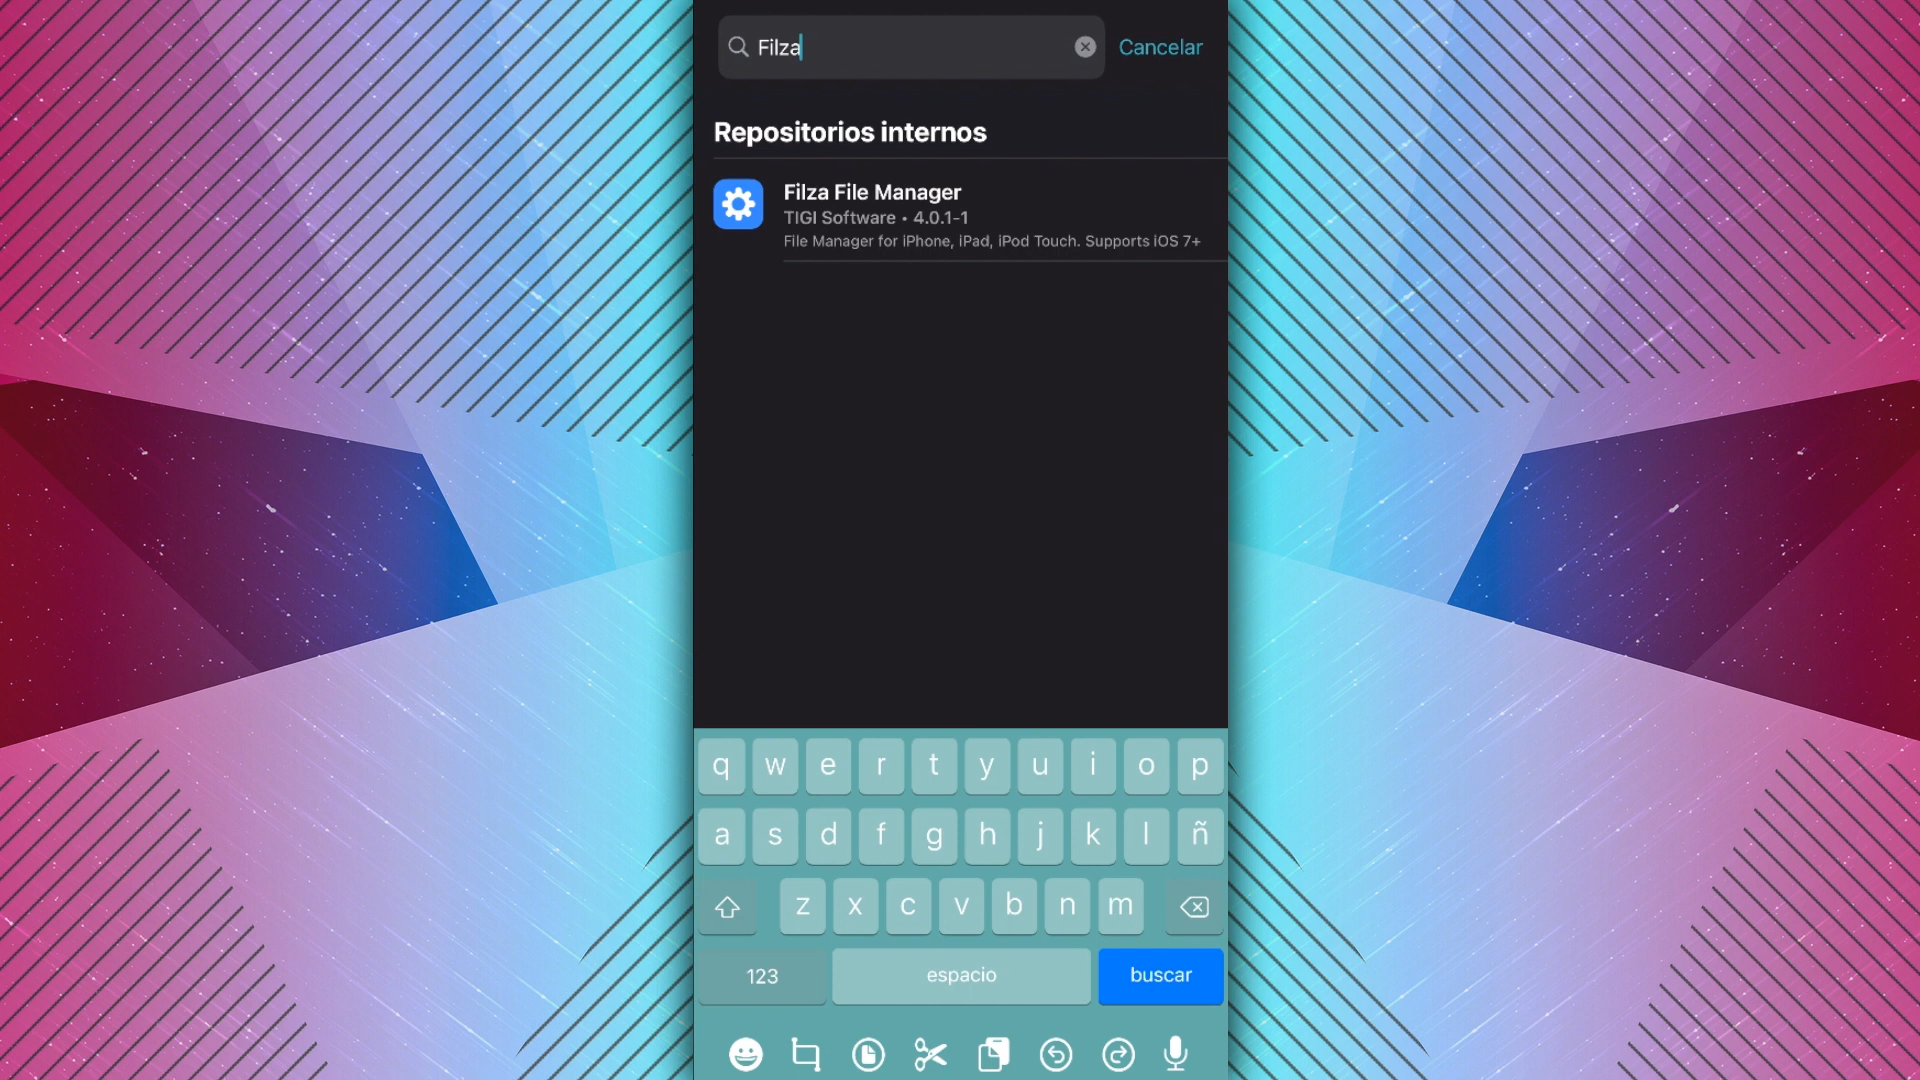 Filza
Cancelar
Repositorios internos
Filza File Manager
TIGI Software • 4.0.1-1
File Manager for iPhone, iPad, iPod Touch. Supports iOS 7+
q w e r t y u i o p
a s d f g h j k l ñ
z x c v b n m
123 espacio buscar